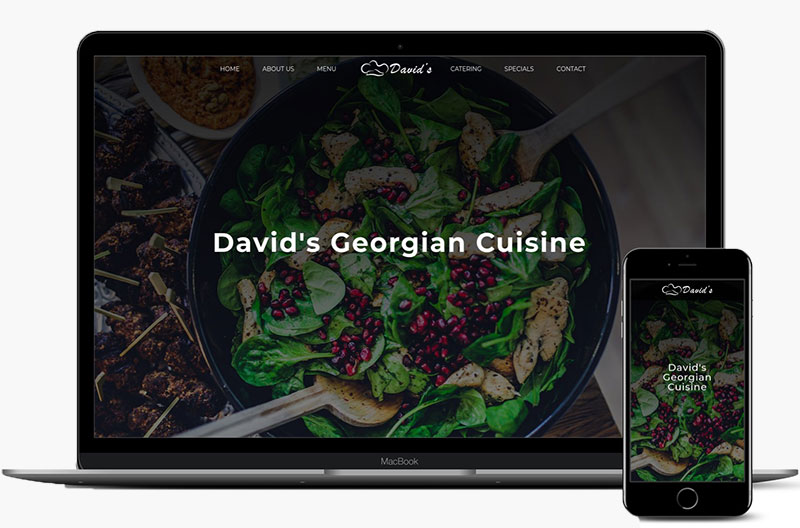 HOME ABOUT US MENU David's CATERING SPECIALS CONTACT
David's Georgian Cuisine
MacBook
David's
David's
Georgian
Cuisine